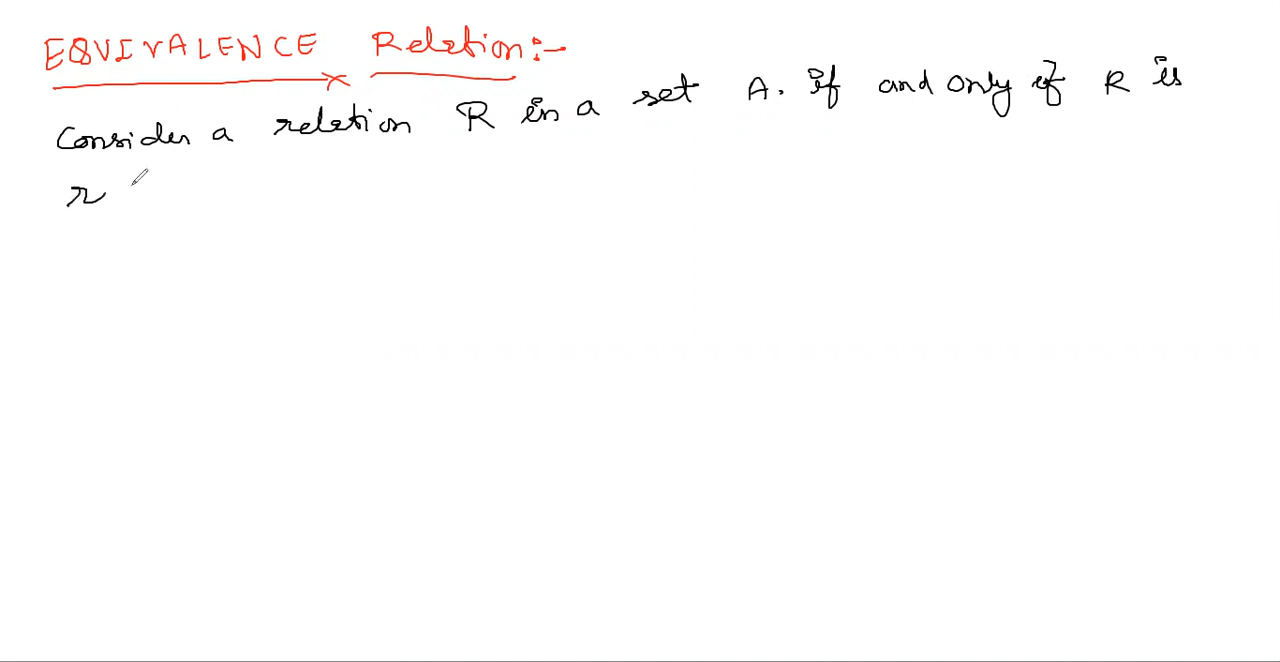 EQUIVALENCE Relation:-
Consider a relation R in a set A. if and only if R is
r